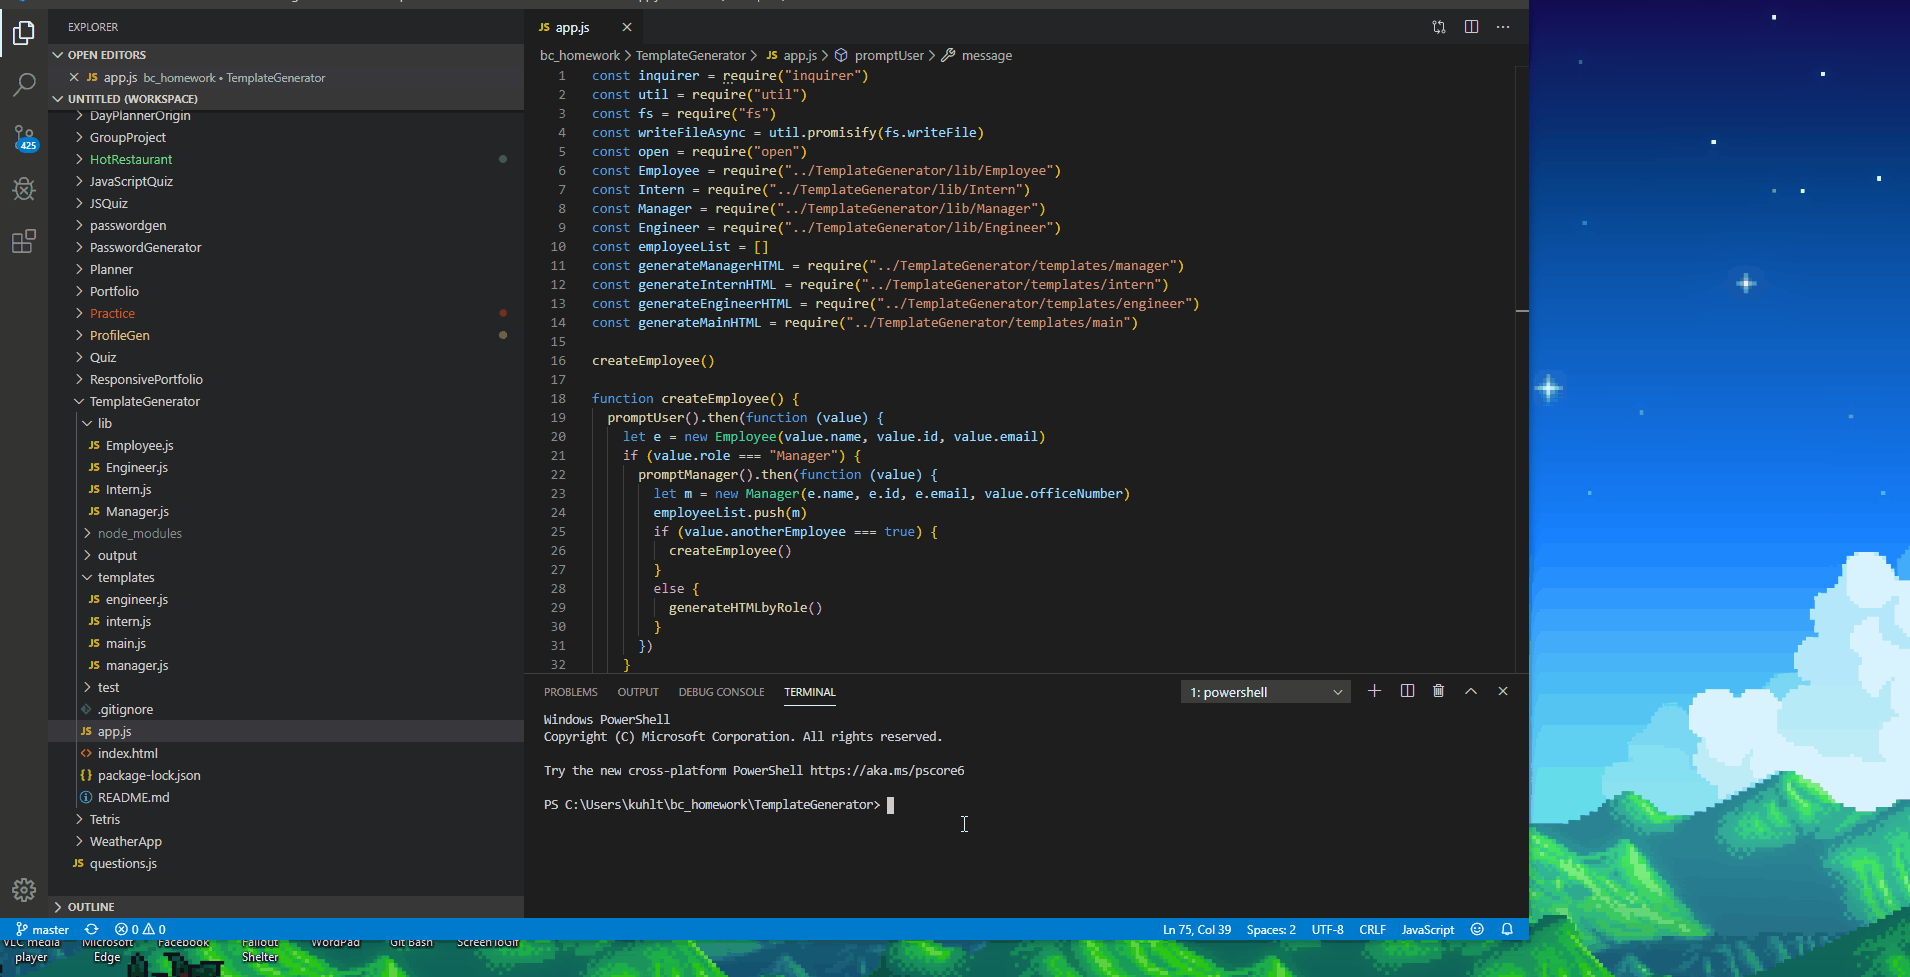 EXPLORER
OPEN EDITORS
JS app.js bc_homework • TemplateGenerator
UNTITLED (WORKSPACE)
DayPlannerOrigin
GroupProject
HotRestaurant
JavaScriptQuiz
JSQuiz
passwordgen
PasswordGenerator
Planner
Portfolio
Practice
ProfileGen
Quiz
ResponsivePortfolio
TemplateGenerator
lib
JS Employee.js
JS Engineer.js
JS Intern.js
JS Manager.js
node_modules
output
templates
JS engineer.js
JS intern.js
JS main.js
JS manager.js
test
.gitignore
JS app.js
<> index.html
{} package-lock.json
README.md
Tetris
WeatherApp
JS questions.js
OUTLINE
425
JS app.js
bc_homework > TemplateGenerator > JS app.js > promptUser > message
1 const inquirer = require("inquirer")
2 const util = require("util")
3 const fs = require("fs")
4 const writeFileAsync = util.promisify(fs.writeFile)
5 const open = require("open")
6 const Employee = require("../TemplateGenerator/lib/Employee")
7 const Intern = require("../TemplateGenerator/lib/Intern")
8 const Manager = require("../TemplateGenerator/lib/Manager")
9 const Engineer = require("../TemplateGenerator/lib/Engineer")
10 const employeeList = []
11 const generateManagerHTML = require("../TemplateGenerator/templates/manager")
12 const generateInternHTML = require("../TemplateGenerator/templates/intern")
13 const generateEngineerHTML = require("../TemplateGenerator/templates/engineer")
14 const generateMainHTML = require("../TemplateGenerator/templates/main")
15
16 createEmployee()
17
18 function createEmployee() {
19 promptUser().then(function (value) {
20 let e = new Employee(value.name, value.id, value.email)
21 if (value.role === "Manager") {
22 promptManager().then(function (value) {
23 let m = new Manager(e.name, e.id, e.email, value.officeNumber)
24 employeeList.push(m)
25 if (value.anotherEmployee === true) {
26 createEmployee()
27 }
28 else {
29 generateHTMLbyRole()
30 }
31 })
32 }
PROBLEMS OUTPUT DEBUG CONSOLE TERMINAL 1: powershell
Windows PowerShell
Copyright (C) Microsoft Corporation. All rights reserved.
Try the new cross-platform PowerShell https://aka.ms/pscore6
PS C:\Users\kuhlt\bc_homework\TemplateGenerator>
master 0 0 Ln 75, Col 39 Spaces: 2 UTF-8 CRLF JavaScript
VLC media Microsoft Facebook Fallout WordPad Git Bash ScreenToGif
player Edge Shelter